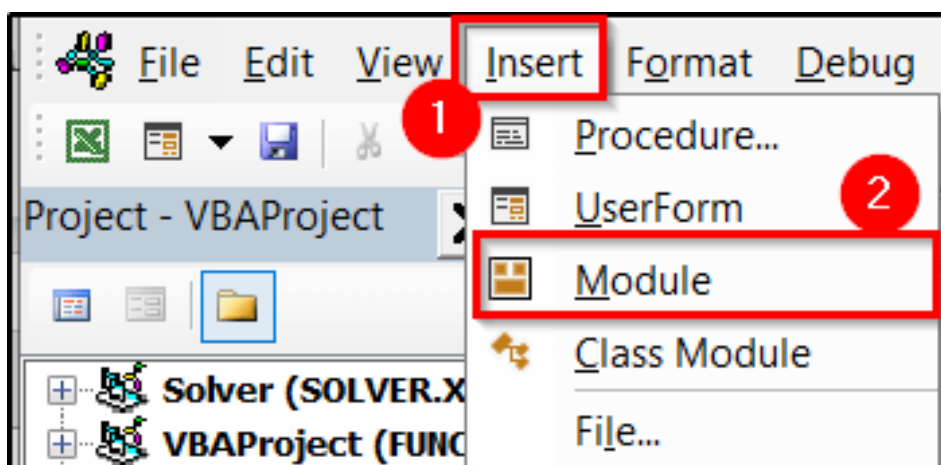 File Edit View Insert Format Debug
1
Procedure...
Project - VBAProject
UserForm
2
Module
Class Module
Solver (SOLVER.X
VBAProject (FUNC
File...